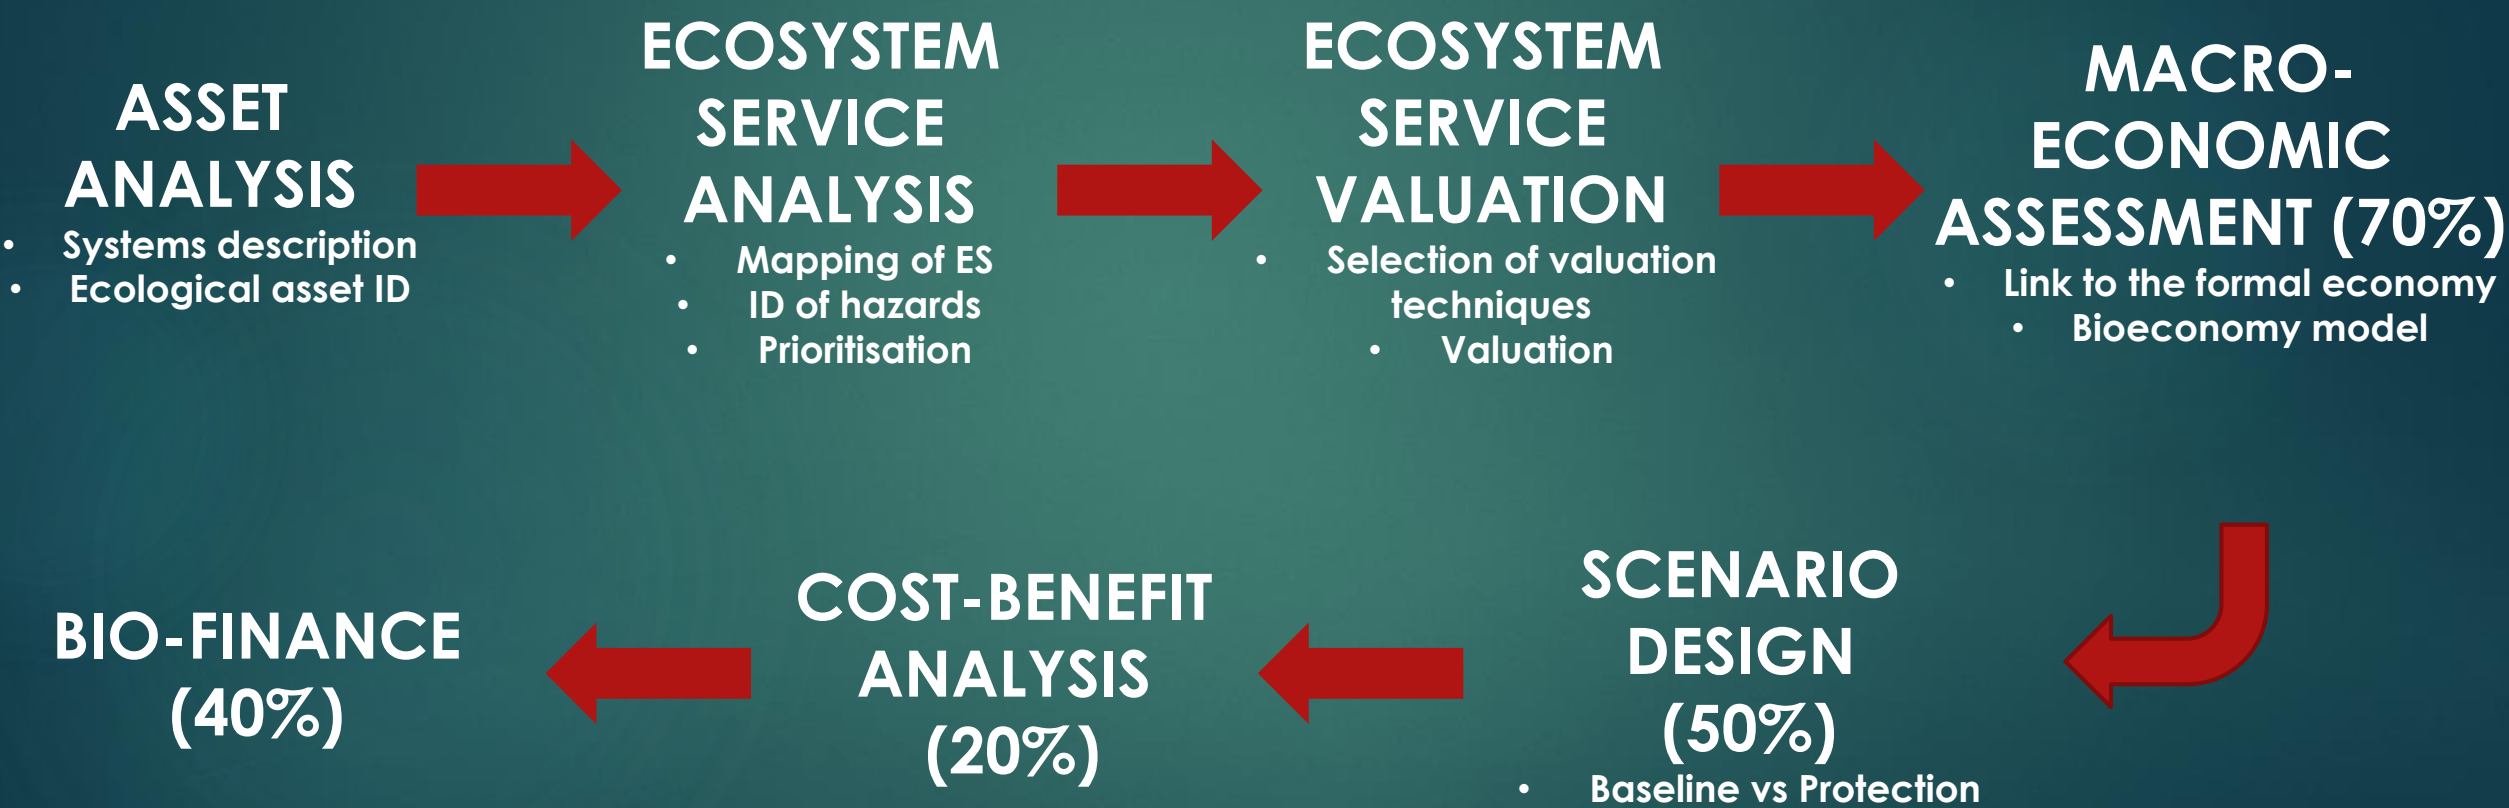 ASSET
ANALYSIS
• Systems description
• Ecological asset ID
ECOSYSTEM
SERVICE
ANALYSIS
• Mapping of ES
• ID of hazards
• Prioritisation
ECOSYSTEM
SERVICE
VALUATION
• Selection of valuation
techniques
• Valuation
MACRO-
ECONOMIC
ASSESSMENT (70%)
• Link to the formal economy
• Bioeconomy model
SCENARIO
DESIGN
(50%)
• Baseline vs Protection
COST-BENEFIT
ANALYSIS
(20%)
BIO-FINANCE
(40%)